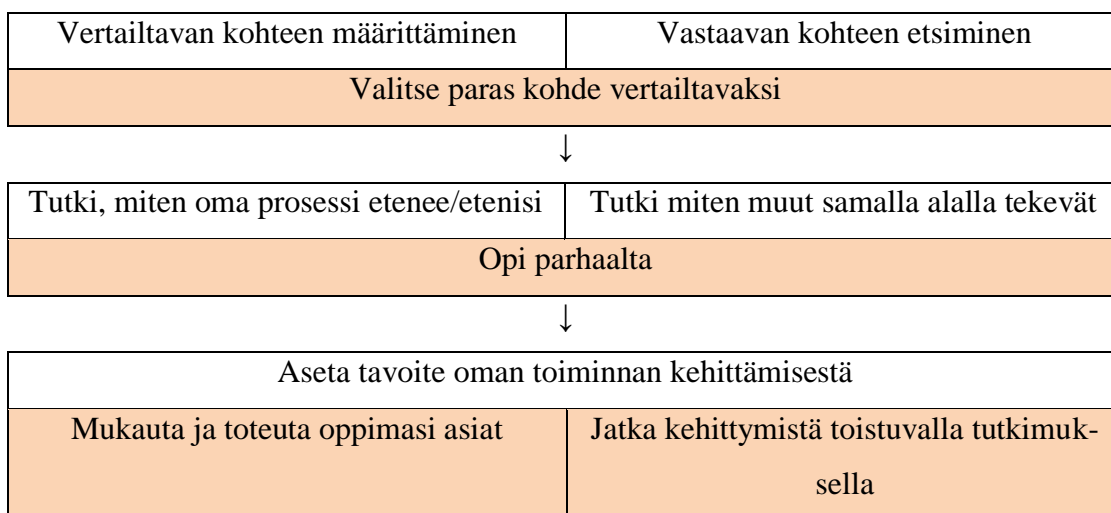 Vertailtavan kohteen määrittäminen
Vastaavan kohteen etsiminen
Valitse paras kohde vertailtavaksi
↓
Tutki, miten oma prosessi etenee/etenisi
Tutki miten muut samalla alalla tekevät
Opi parhaalta
↓
Aseta tavoite oman toiminnan kehittämisestä
Mukauta ja toteuta oppimasi asiat
Jatka kehittymistä toistuvalla tutkimuk-
sella